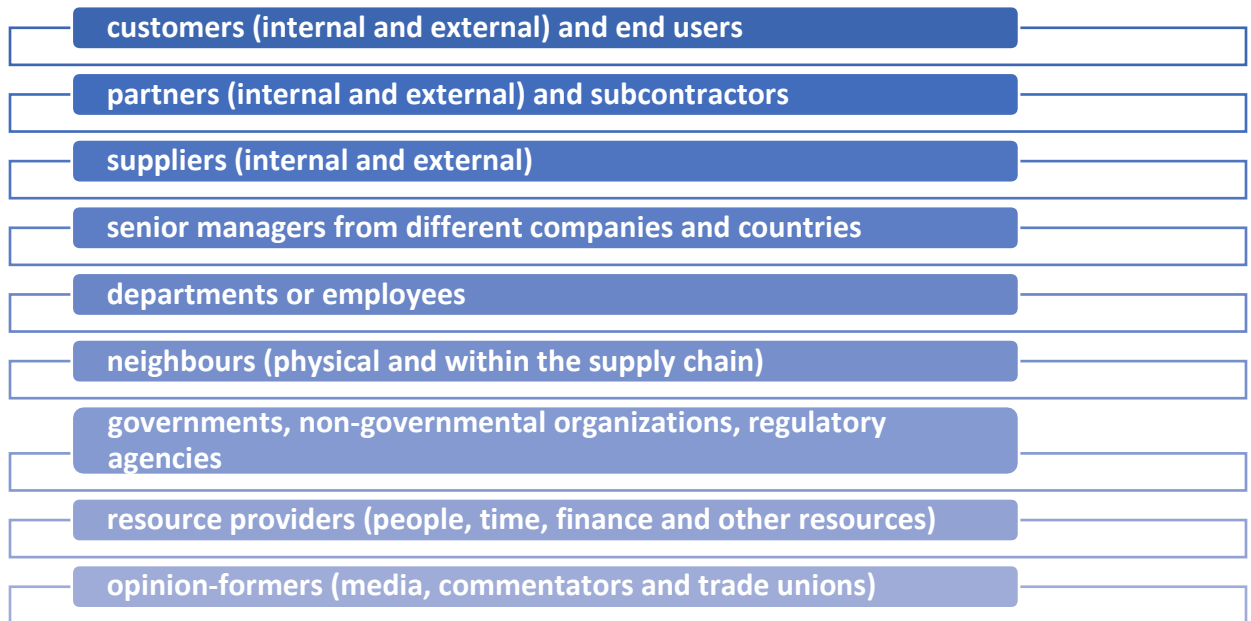 customers (internal and external) and end users
partners (internal and external) and subcontractors
suppliers (internal and external)
senior managers from different companies and countries
departments or employees
neighbours (physical and within the supply chain)
governments, non-governmental organizations, regulatory
agencies
resource providers (people, time, finance and other resources)
opinion-formers (media, commentators and trade unions)